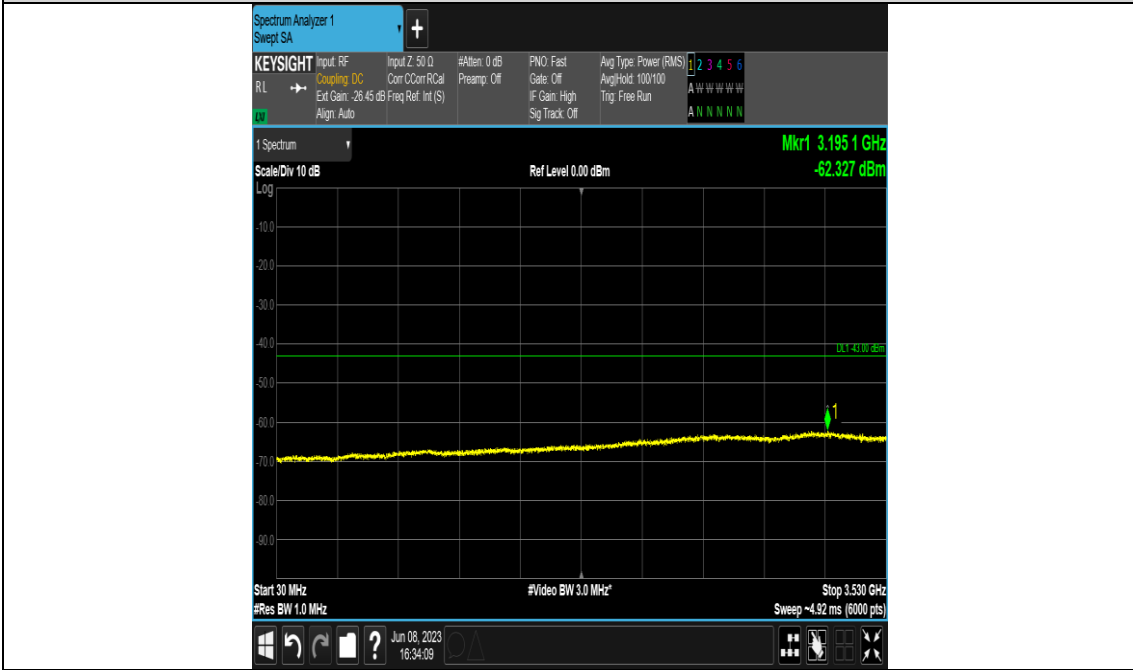 Spectrum Analyzer 1
Swept SA
+
KEYSIGHT
RL
LXI
Input: RF
Coupling: DC
Ext Gain: -26.45 dB
Align: Auto
Input Z: 50 Ω
Corr CCorr RCal
Freq Ref: Int (S)
#Atten: 0 dB
Preamp: Off
PNO: Fast
Gate: Off
IF Gain: High
Sig Track: Off
Avg Type: Power (RMS)
Avg|Hold: 100/100
Trig: Free Run
1 2 3 4 5 6
A W W W W W
A N N N N N
1 Spectrum
Mkr1 3.195 1 GHz
Scale/Div 10 dB
Ref Level 0.00 dBm
-62.327 dBm
Log
-10.0
-20.0
-30.0
-40.0
DL1 -43.00 dBm
-50.0
-60.0
1
-70.0
-80.0
-90.0
Start 30 MHz
#Video BW 3.0 MHz*
Stop 3.530 GHz
#Res BW 1.0 MHz
Sweep ~4.92 ms (6000 pts)
?
Jun 08, 2023
16:34:09